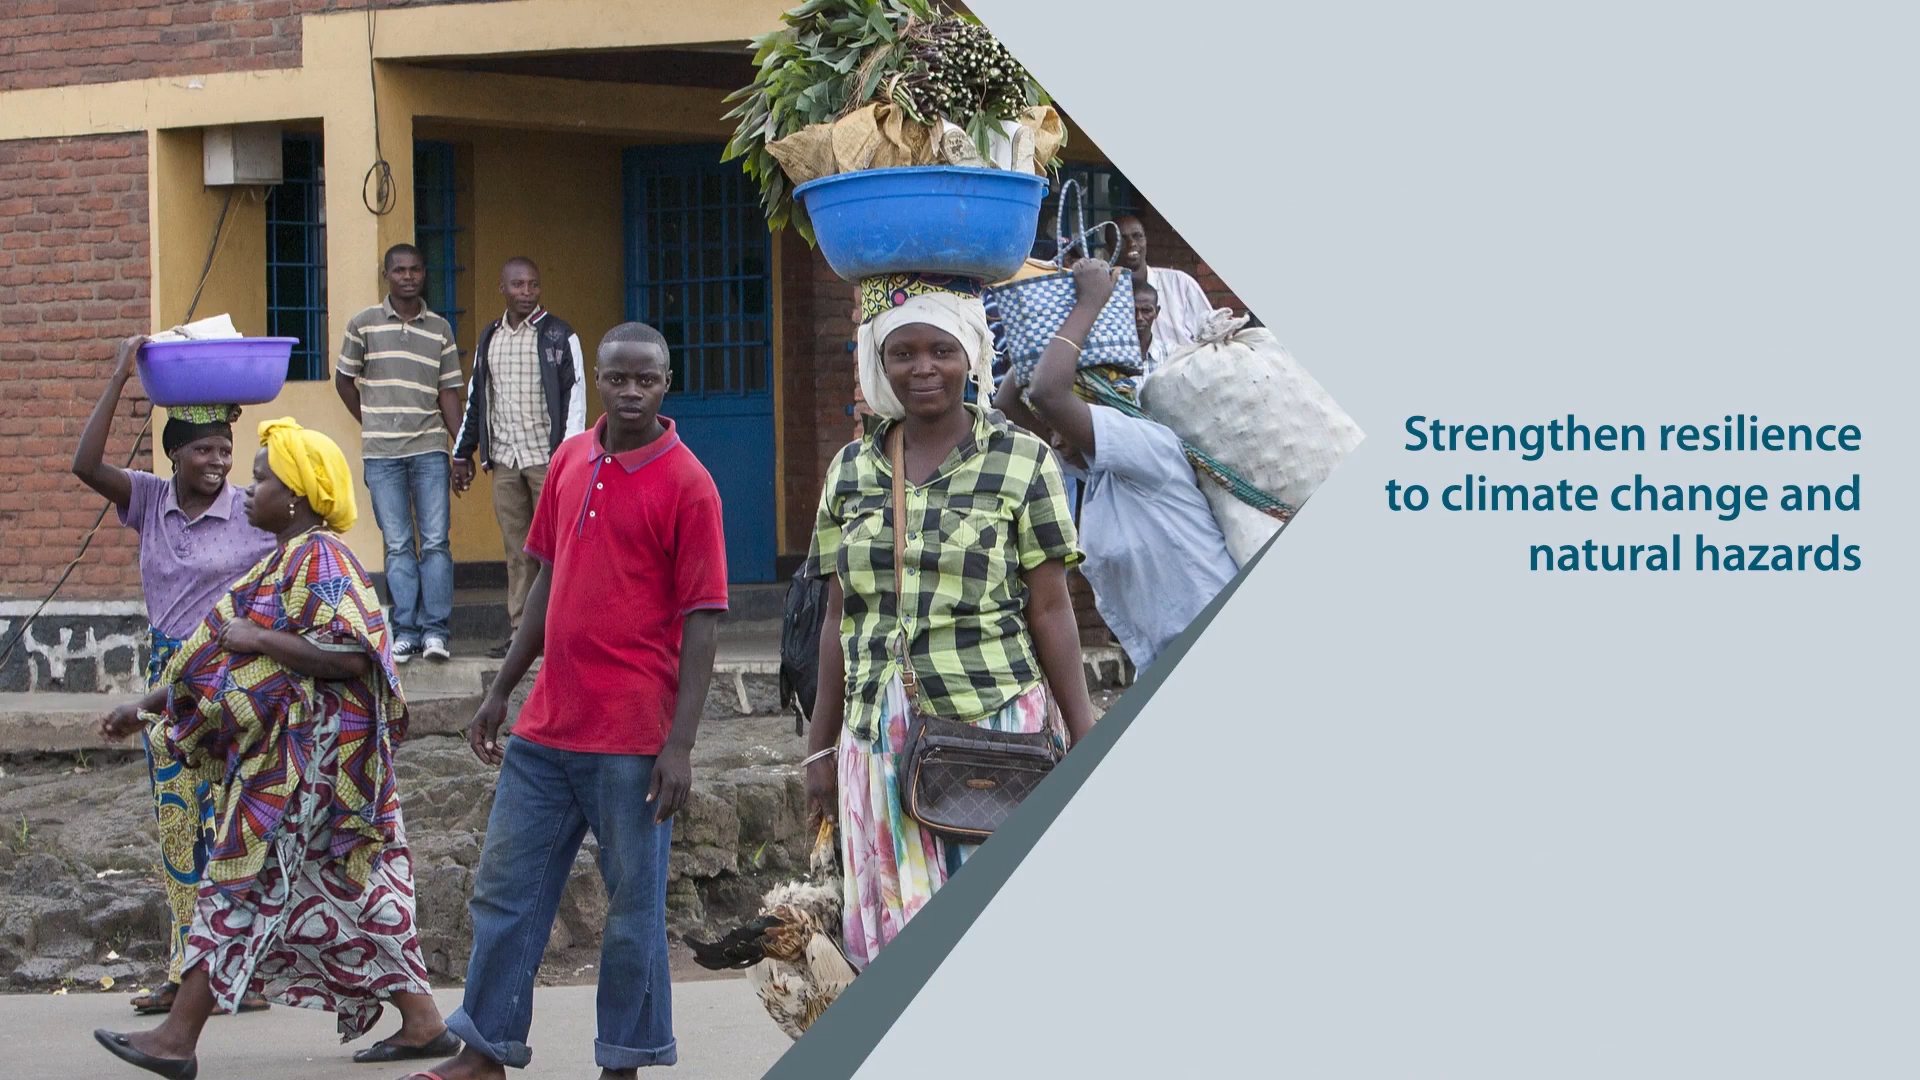 Strengthen resilience
to climate change and
natural hazards